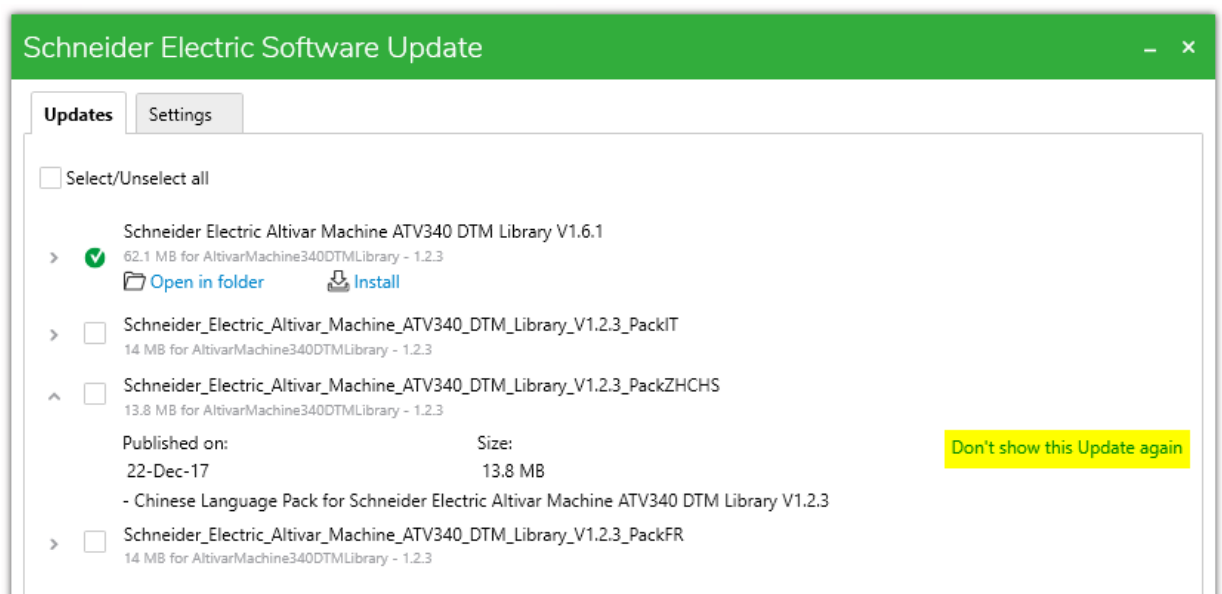 Schneider Electric Software Update
Updates Settings
Select/Unselect all
Schneider Electric Altivar Machine ATV340 DTM Library V1.6.1
62.1 MB for AltivarMachine340DTMLibrary - 1.2.3
Open in folder Install
Schneider_Electric_Altivar_Machine_ATV340_DTM_Library_V1.2.3_PackIT
14 MB for AltivarMachine340DTMLibrary - 1.2.3
Schneider_Electric_Altivar_Machine_ATV340_DTM_Library_V1.2.3_PackZHCHS
13.8 MB for AltivarMachine340DTMLibrary - 1.2.3
Published on: Size:
Don't show this Update again
22-Dec-17 13.8 MB
- Chinese Language Pack for Schneider Electric Altivar Machine ATV340 DTM Library V1.2.3
Schneider_Electric_Altivar_Machine_ATV340_DTM_Library_V1.2.3_PackFR
14 MB for AltivarMachine340DTMLibrary - 1.2.3